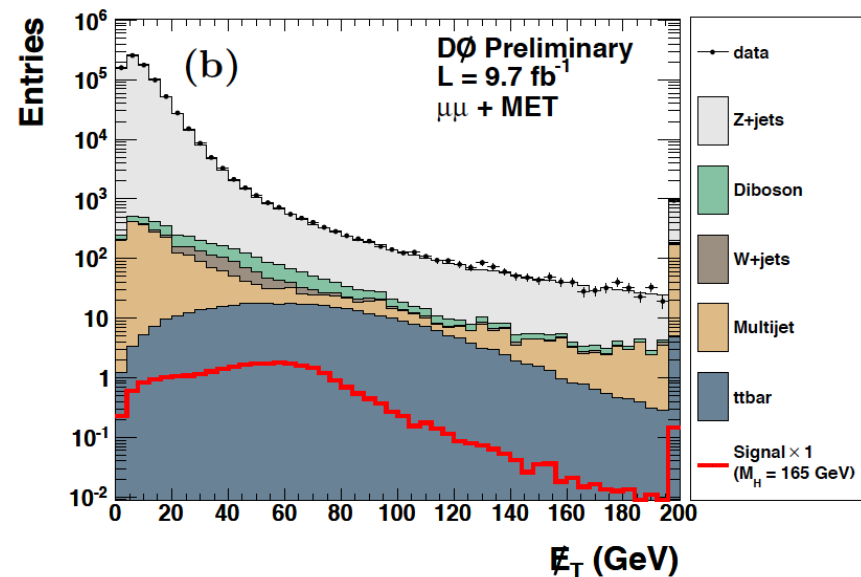 Entries
10^6
10^5
10^4
10^3
10^2
10
1
10^-1
10^-2
(b)
DØ Preliminary
L = 9.7 fb^-1
μμ + MET
0 20 40 60 80 100 120 140 160 180 200
E̸_T (GeV)
data
Z+jets
Diboson
W+jets
Multijet
ttbar
Signal × 1
(M_H = 165 GeV)